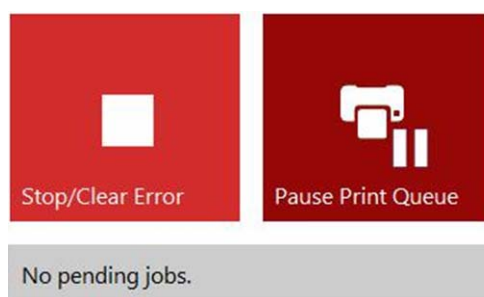 Stop/Clear Error
Pause Print Queue
No pending jobs.